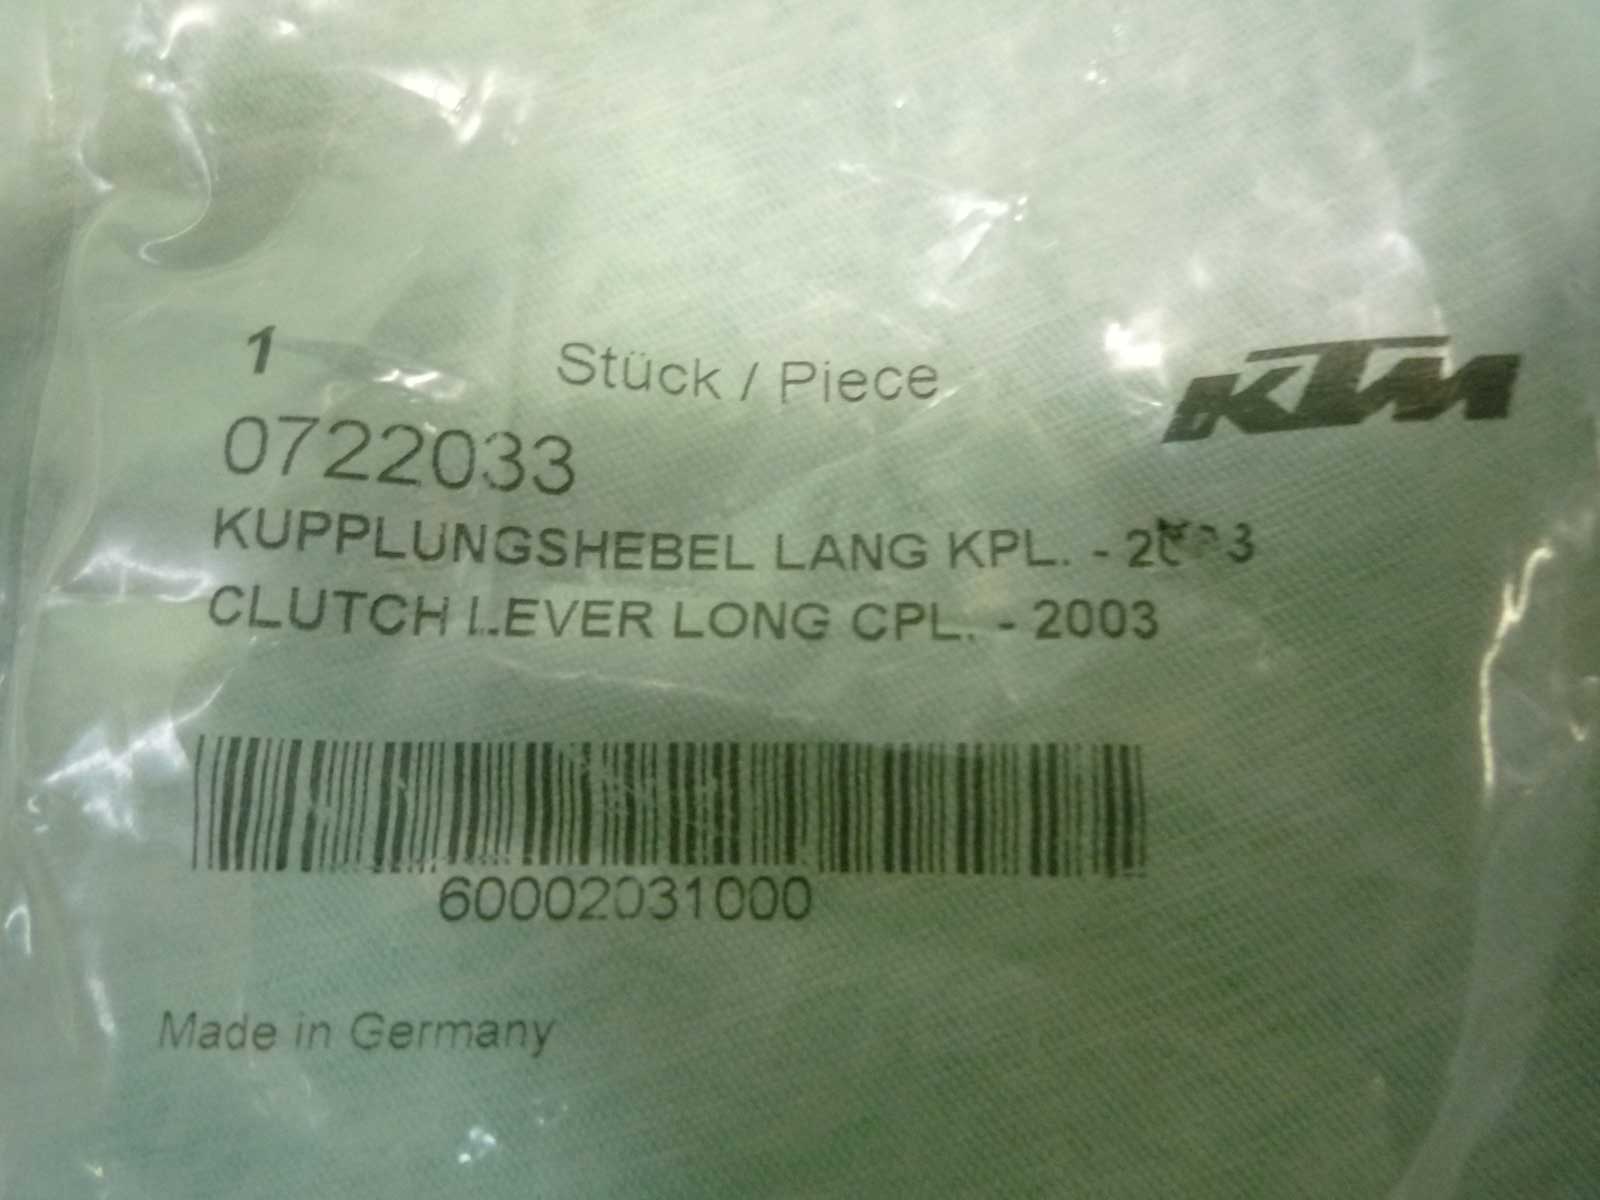 1 Stück / Piece
KTM
0722033
KUPPLUNGSHEBEL LANG KPL. -
CLUTCH LEVER LONG CPL. - 2003
60002031000
Made in Germany